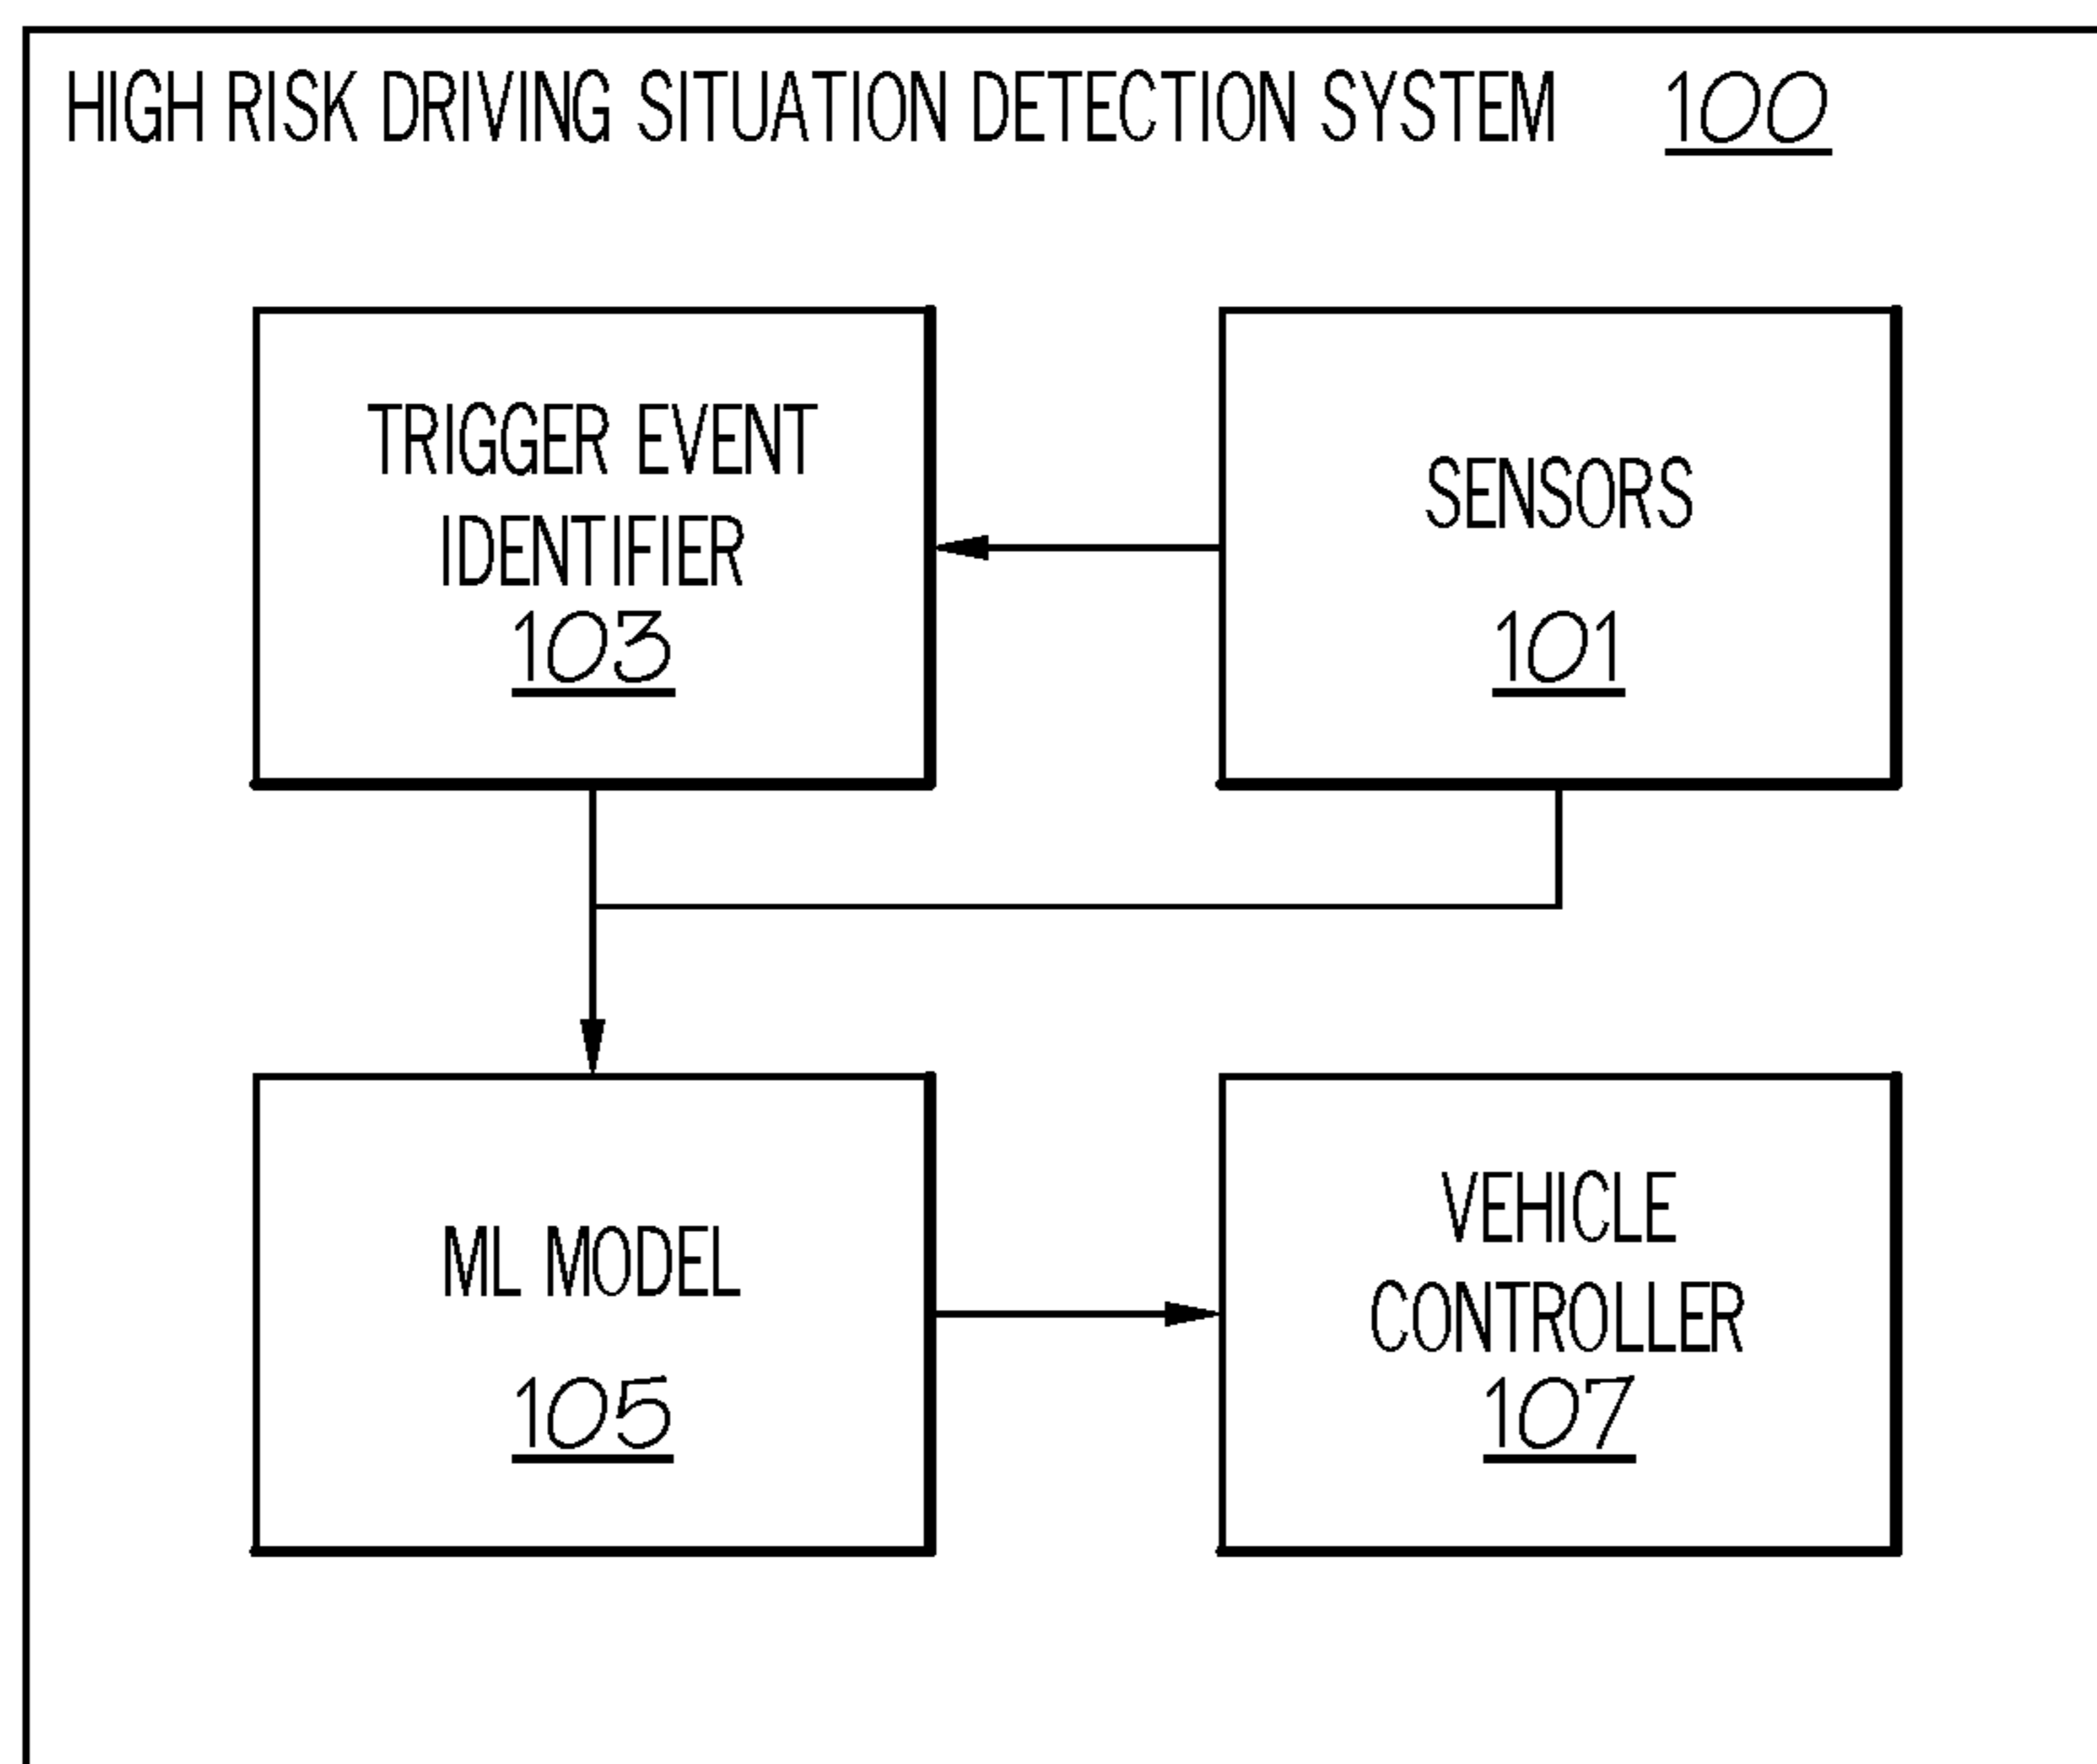 HIGH RISK DRIVING SITUATION DETECTION SYSTEM 100
TRIGGER EVENT
IDENTIFIER
103
SENSORS
101
ML MODEL
105
VEHICLE
CONTROLLER
107